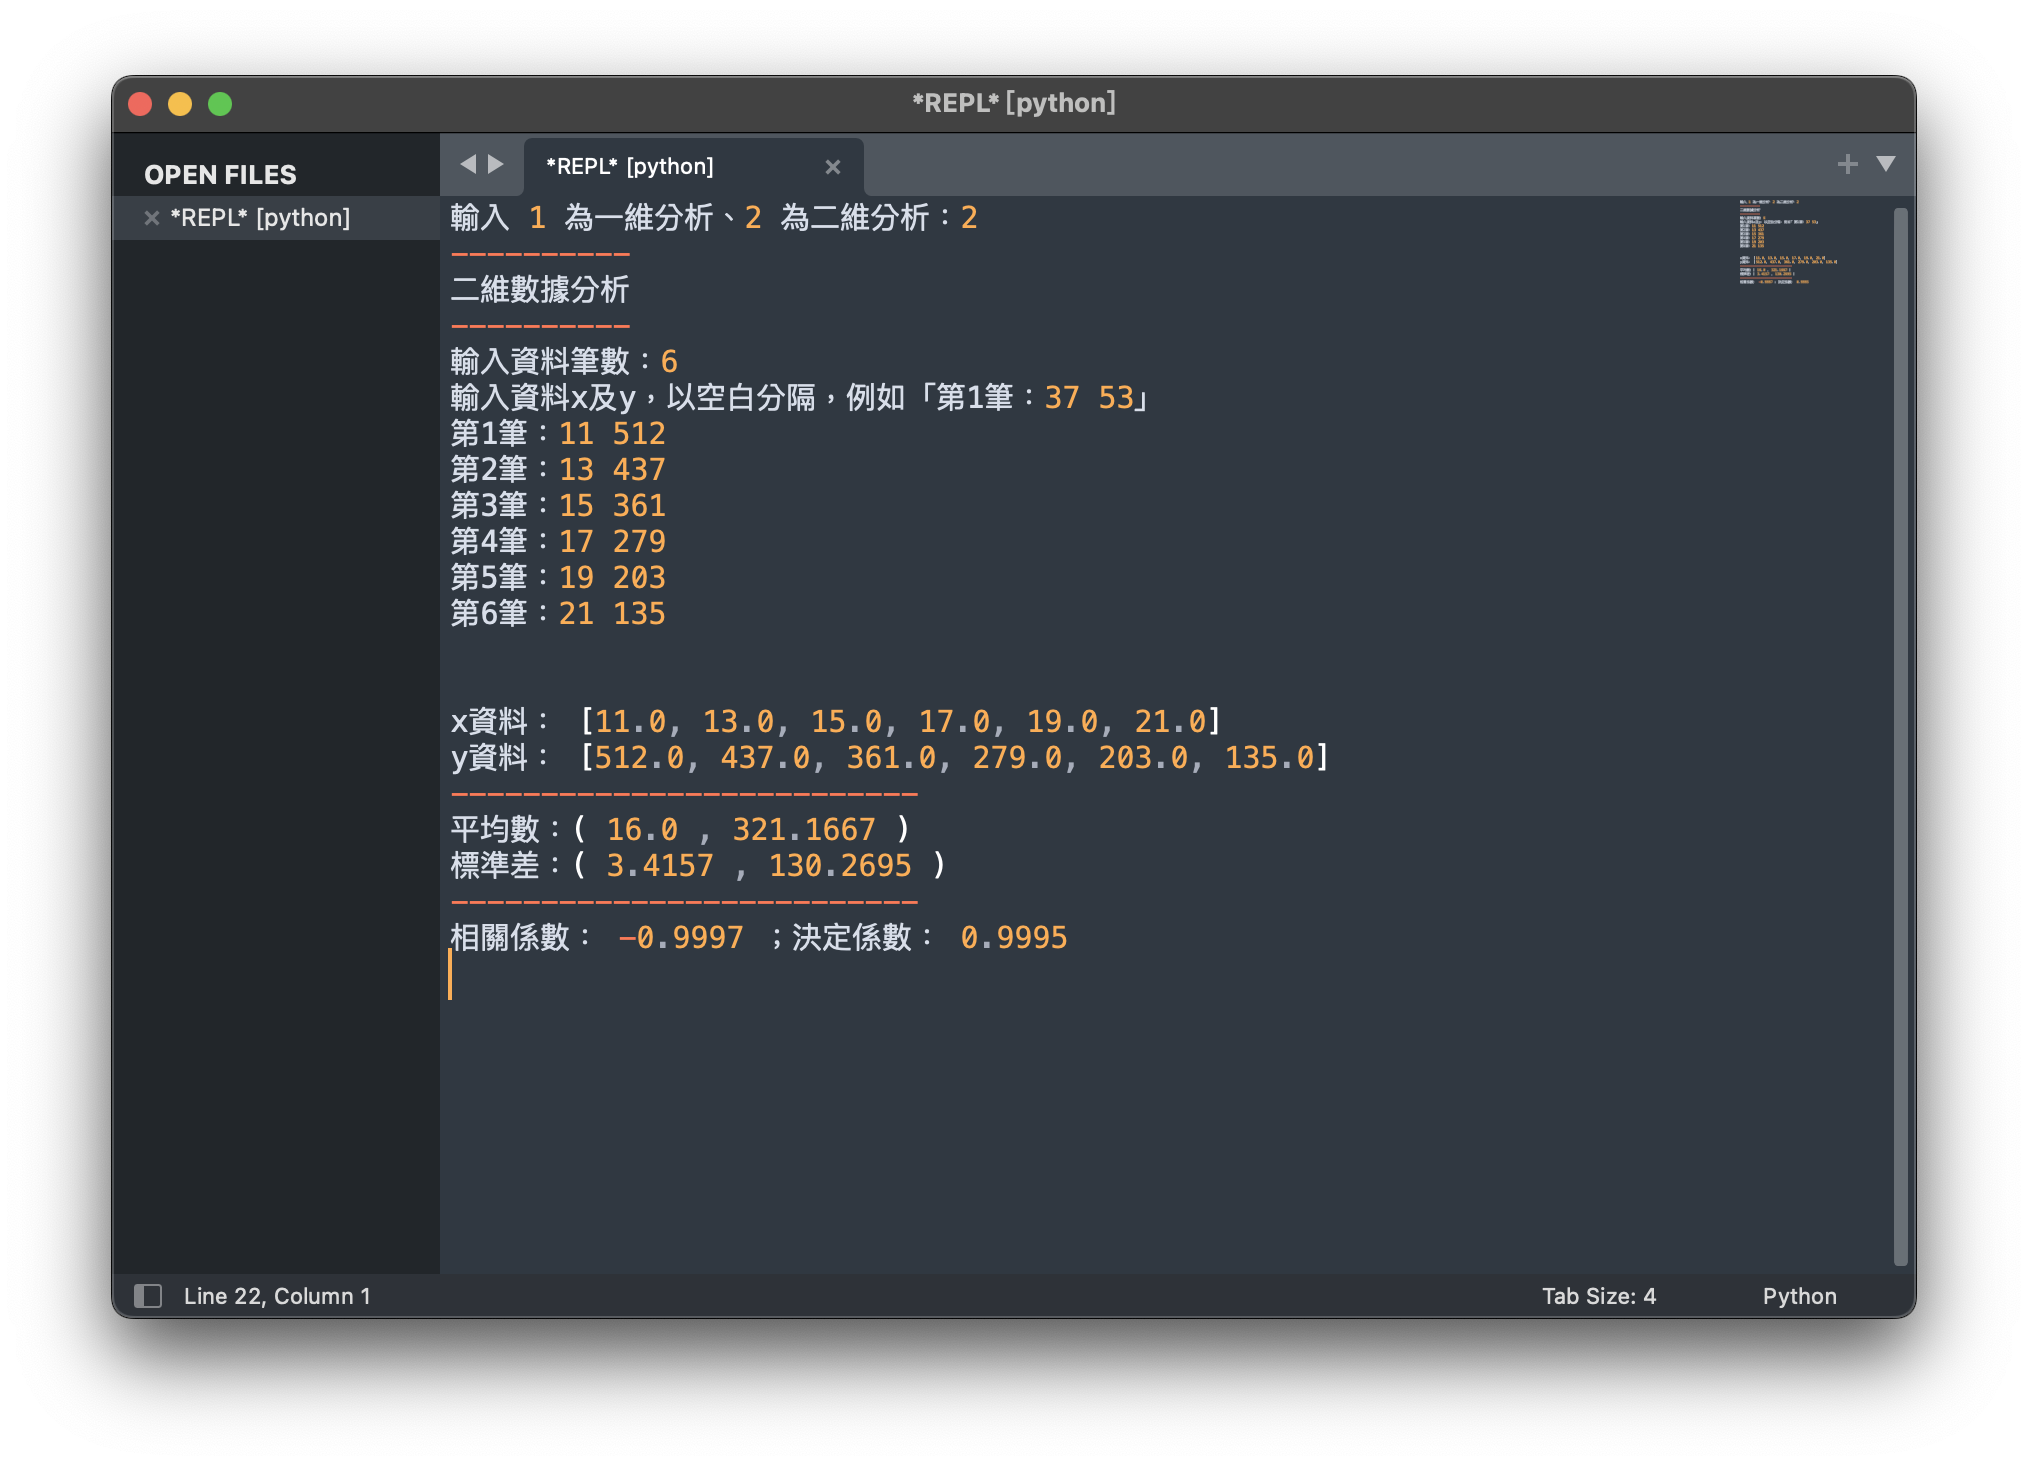 *REPL* [python]
OPEN FILES
*REPL* [python]
*REPL* [python]
輸入 1 為一維分析、2 為二維分析：2
----------
二維數據分析
----------
輸入資料筆數：6
輸入資料x及y，以空白分隔，例如「第1筆：37 53」
第1筆：11 512
第2筆：13 437
第3筆：15 361
第4筆：17 279
第5筆：19 203
第6筆：21 135
x資料： [11.0, 13.0, 15.0, 17.0, 19.0, 21.0]
y資料： [512.0, 437.0, 361.0, 279.0, 203.0, 135.0]
--------------------------
平均數：( 16.0 , 321.1667 )
標準差：( 3.4157 , 130.2695 )
--------------------------
相關係數： -0.9997 ；決定係數： 0.9995
Line 22, Column 1
Tab Size: 4
Python